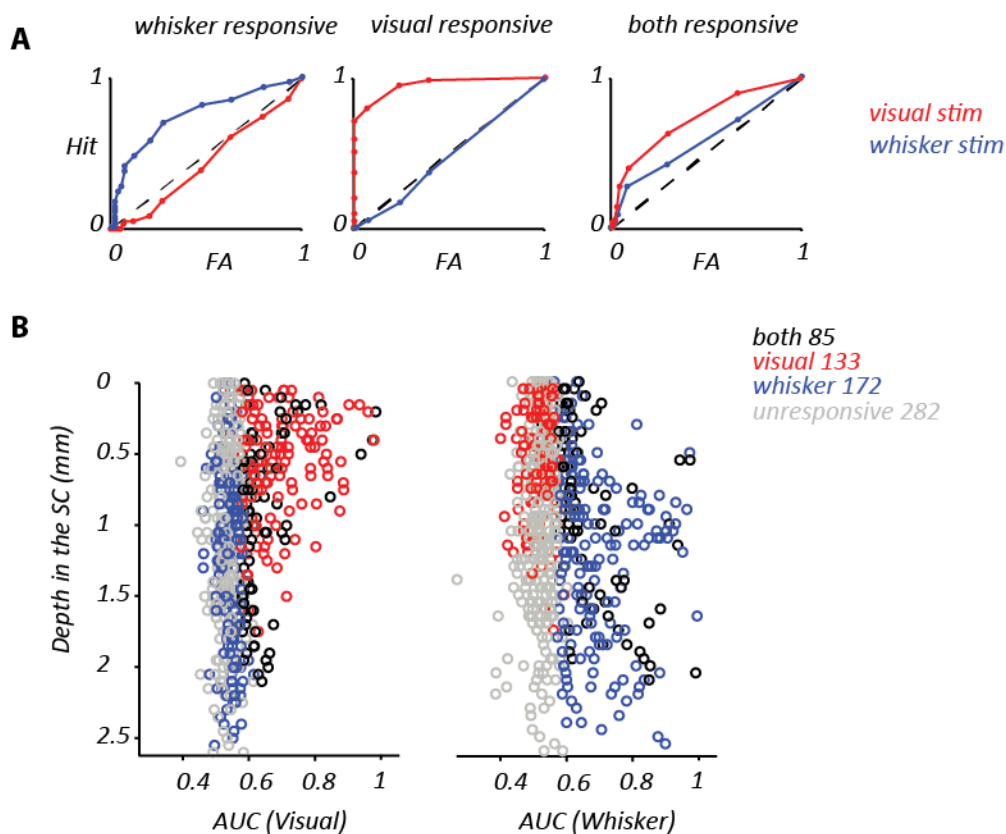 A
whisker responsive
visual responsive
both responsive
1
Hit
0
0
FA
1
1
0
0
FA
1
1
0
0
FA
1
visual stim
whisker stim
B
both 85
visual 133
whisker 172
unresponsive 282
Depth in the SC (mm)
0
0.5
1
1.5
2
2.5
0.4
0.6
0.8
1
AUC (Visual)
0.4
0.6
0.8
1
AUC (Whisker)